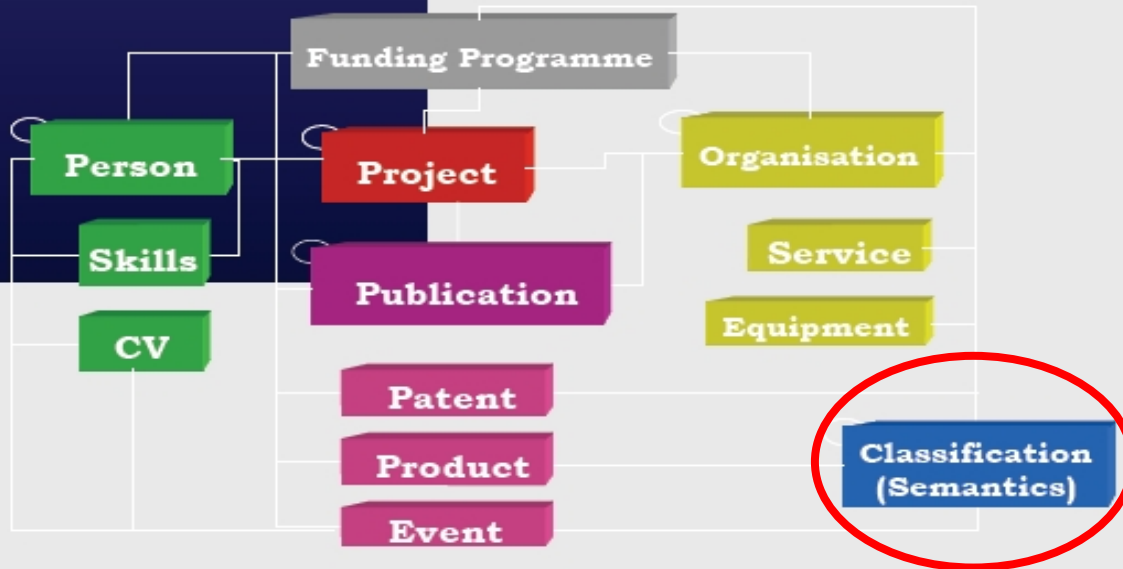 Funding Programme
Person
Project
Organisation
Skills
Publication
Service
CV
Equipment
Patent
Product
Event
Classification
(Semantics)